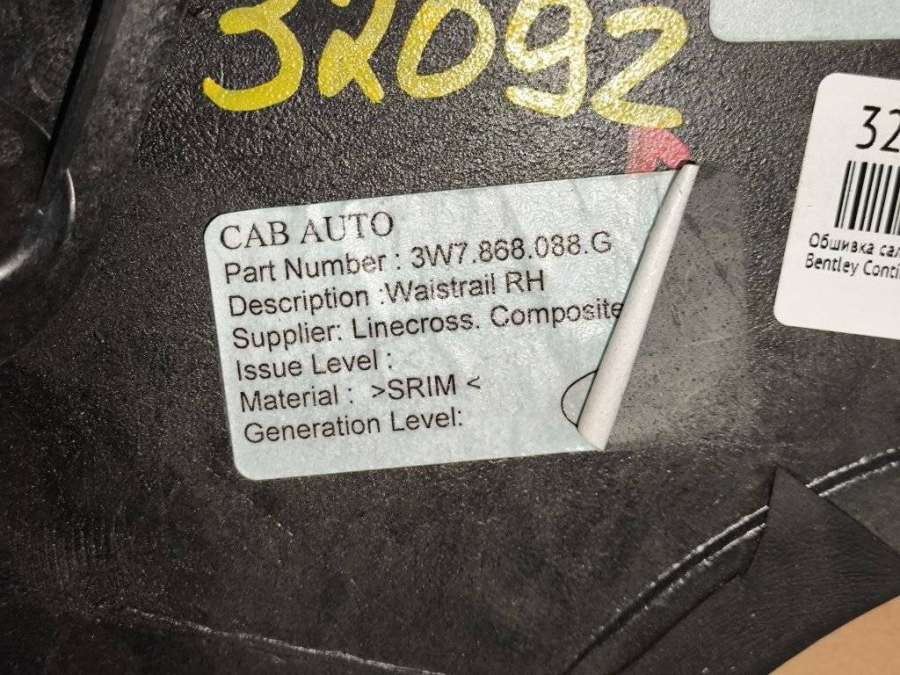 32092
CAB AUTO
Part Number : 3W7.868.088.G
Description :Waistrail RH
Supplier: Linecross. Composite
Issue Level :
Material : >SRIM <
Generation Level:
32
Обшивка сал
Bentley Conti